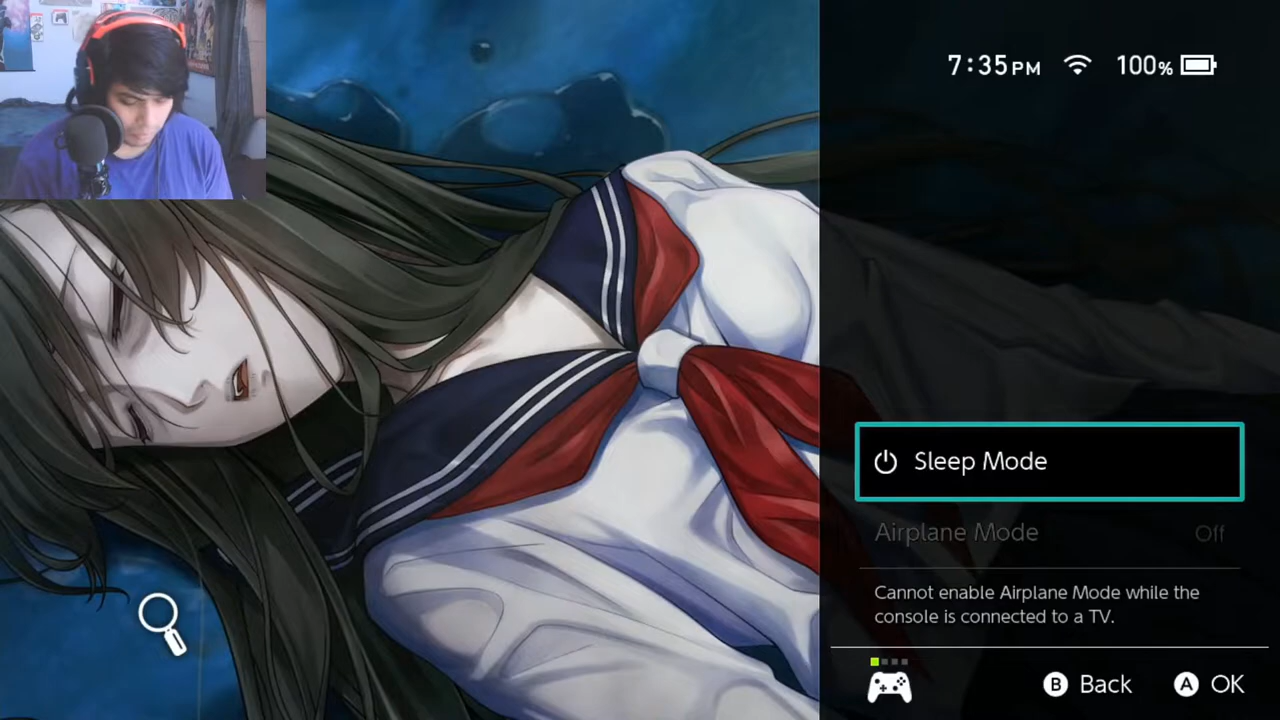 7:35PM 100%
Sleep Mode
Airplane Mode Off
Cannot enable Airplane Mode while the
console is connected to a TV.
B Back A OK